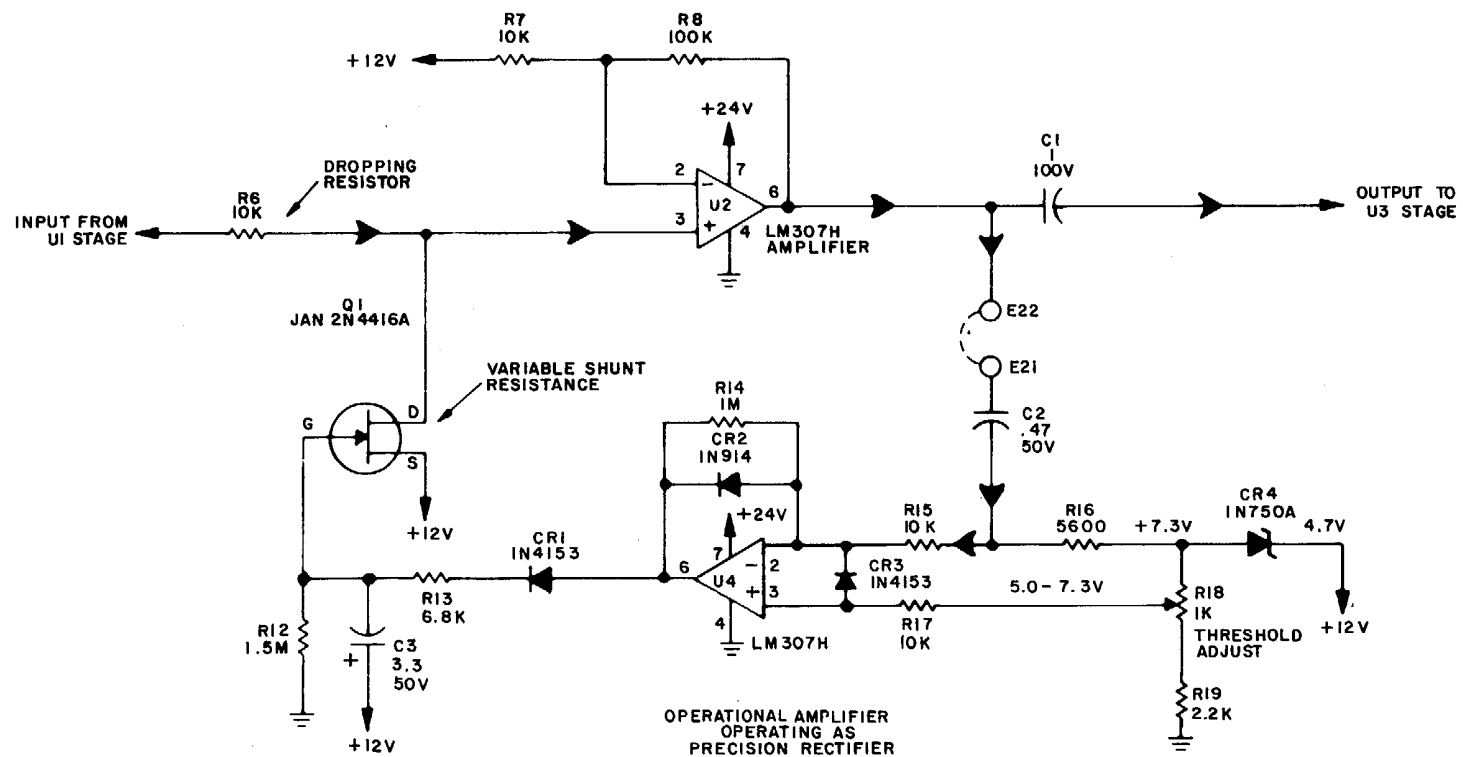 R7
10K
R8
100K
+12V
+24V
DROPPING
RESISTOR
2
7
−
6
U2
3
+
4
LM307H
AMPLIFIER
R6
10K
INPUT FROM
U1 STAGE
C1
1
100V
OUTPUT TO
U3 STAGE
Q1
JAN 2N4416A
VARIABLE SHUNT
RESISTANCE
G
D
S
+12V
E22
E21
C2
.47
50V
R14
1M
CR2
1N914
+24V
7
6
U4
−
2
+
3
4
LM307H
CR1
1N4153
R13
6.8K
R12
1.5M
C3
3.3
50V
+
+12V
R15
10K
CR3
1N4153
R17
10K
R16
5600
+7.3V
5.0-7.3V
CR4
1N750A
4.7V
+12V
R18
1K
THRESHOLD
ADJUST
R19
2.2K
OPERATIONAL AMPLIFIER
OPERATING AS
PRECISION RECTIFIER